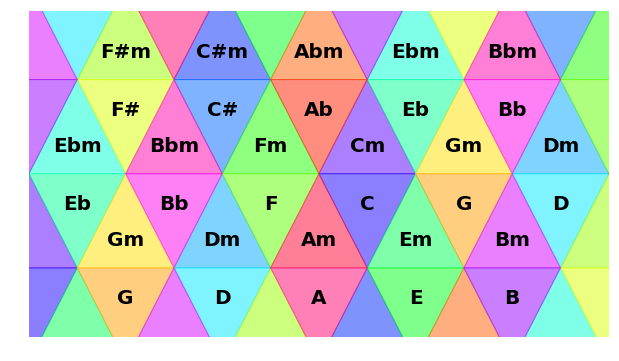 F#m C#m Abm Ebm Bbm
F# C# Ab Eb Bb
Ebm Bbm Fm Cm Gm Dm
Eb Bb F C G D
Gm Dm Am Em Bm
G D A E B